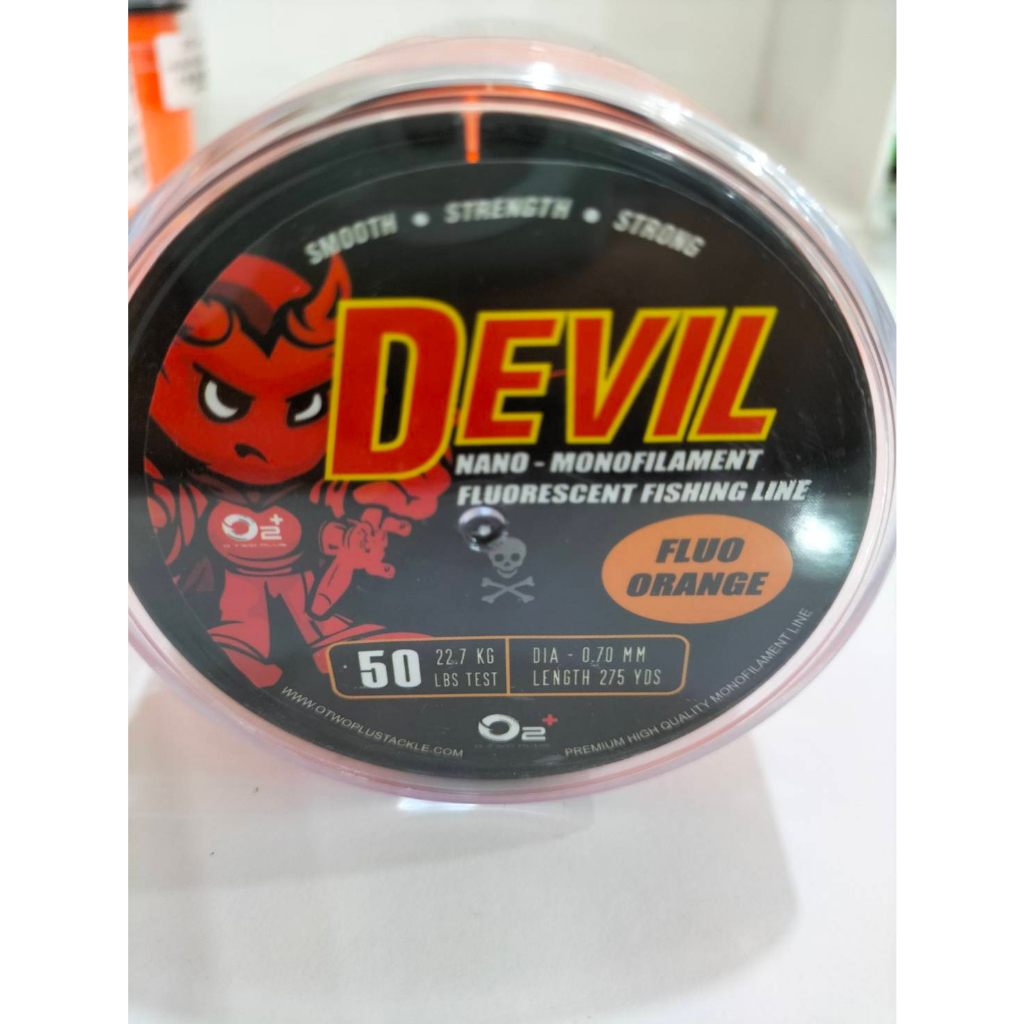 SMOOTH • STRENGTH • STRONG
DEVIL
NANO - MONOFILAMENT
FLUORESCENT FISHING LINE
O2+
FLUO
ORANGE
50
22.7 KG
LBS TEST
DIA - 0.70 MM
LENGTH 275 YDS
WWW.OTWOPLUSTACKLE.COM
O2+
PREMIUM HIGH QUALITY MONOFILAMENT LINE